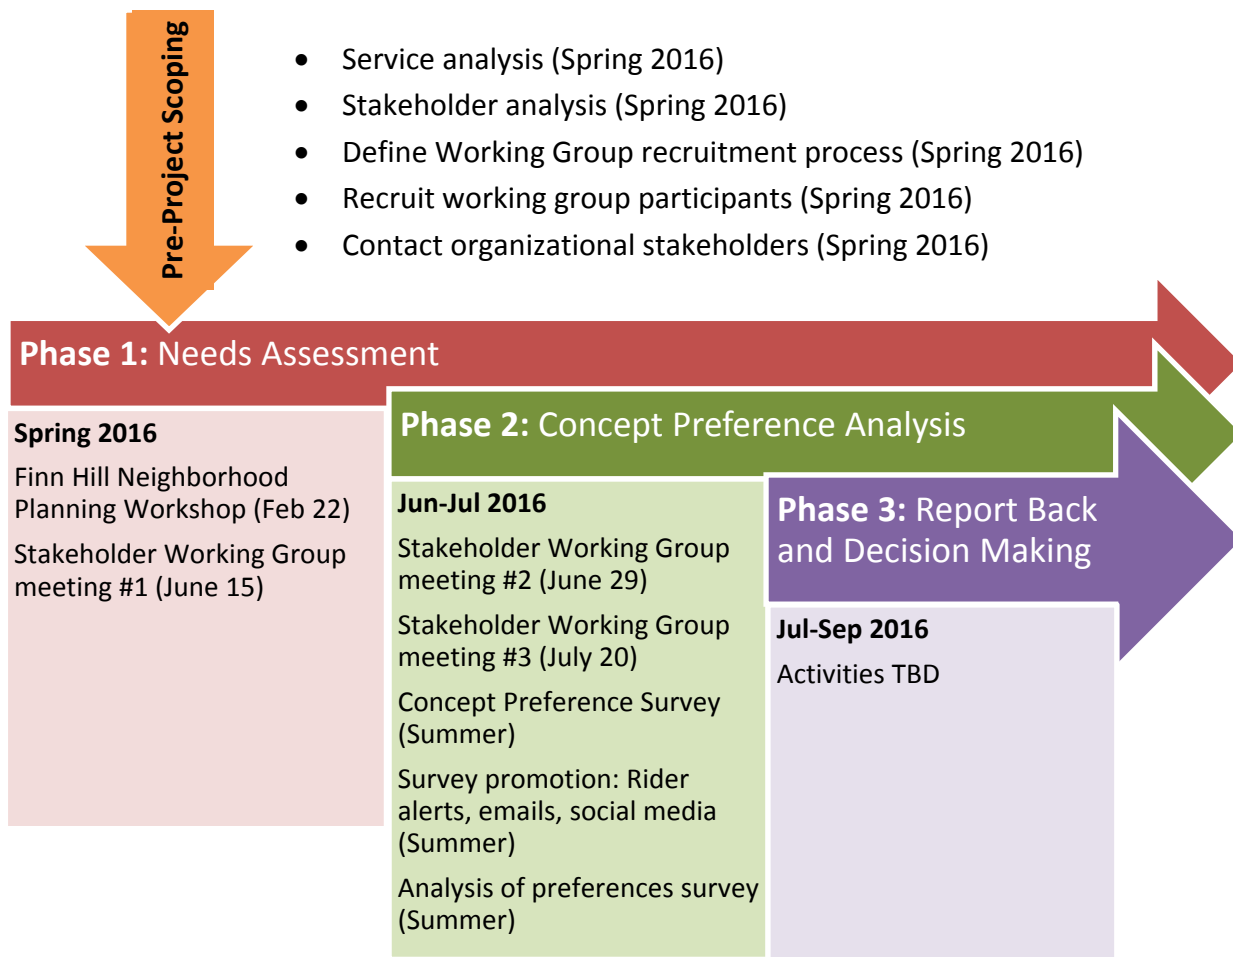 Pre-Project Scoping
• Service analysis (Spring 2016)
• Stakeholder analysis (Spring 2016)
• Define Working Group recruitment process (Spring 2016)
• Recruit working group participants (Spring 2016)
• Contact organizational stakeholders (Spring 2016)
Phase 1: Needs Assessment
Spring 2016
Finn Hill Neighborhood
Planning Workshop (Feb 22)
Stakeholder Working Group
meeting #1 (June 15)
Phase 2: Concept Preference Analysis
Jun-Jul 2016
Stakeholder Working Group
meeting #2 (June 29)
Stakeholder Working Group
meeting #3 (July 20)
Concept Preference Survey
(Summer)
Survey promotion: Rider
alerts, emails, social media
(Summer)
Analysis of preferences survey
(Summer)
Phase 3: Report Back
and Decision Making
Jul-Sep 2016
Activities TBD